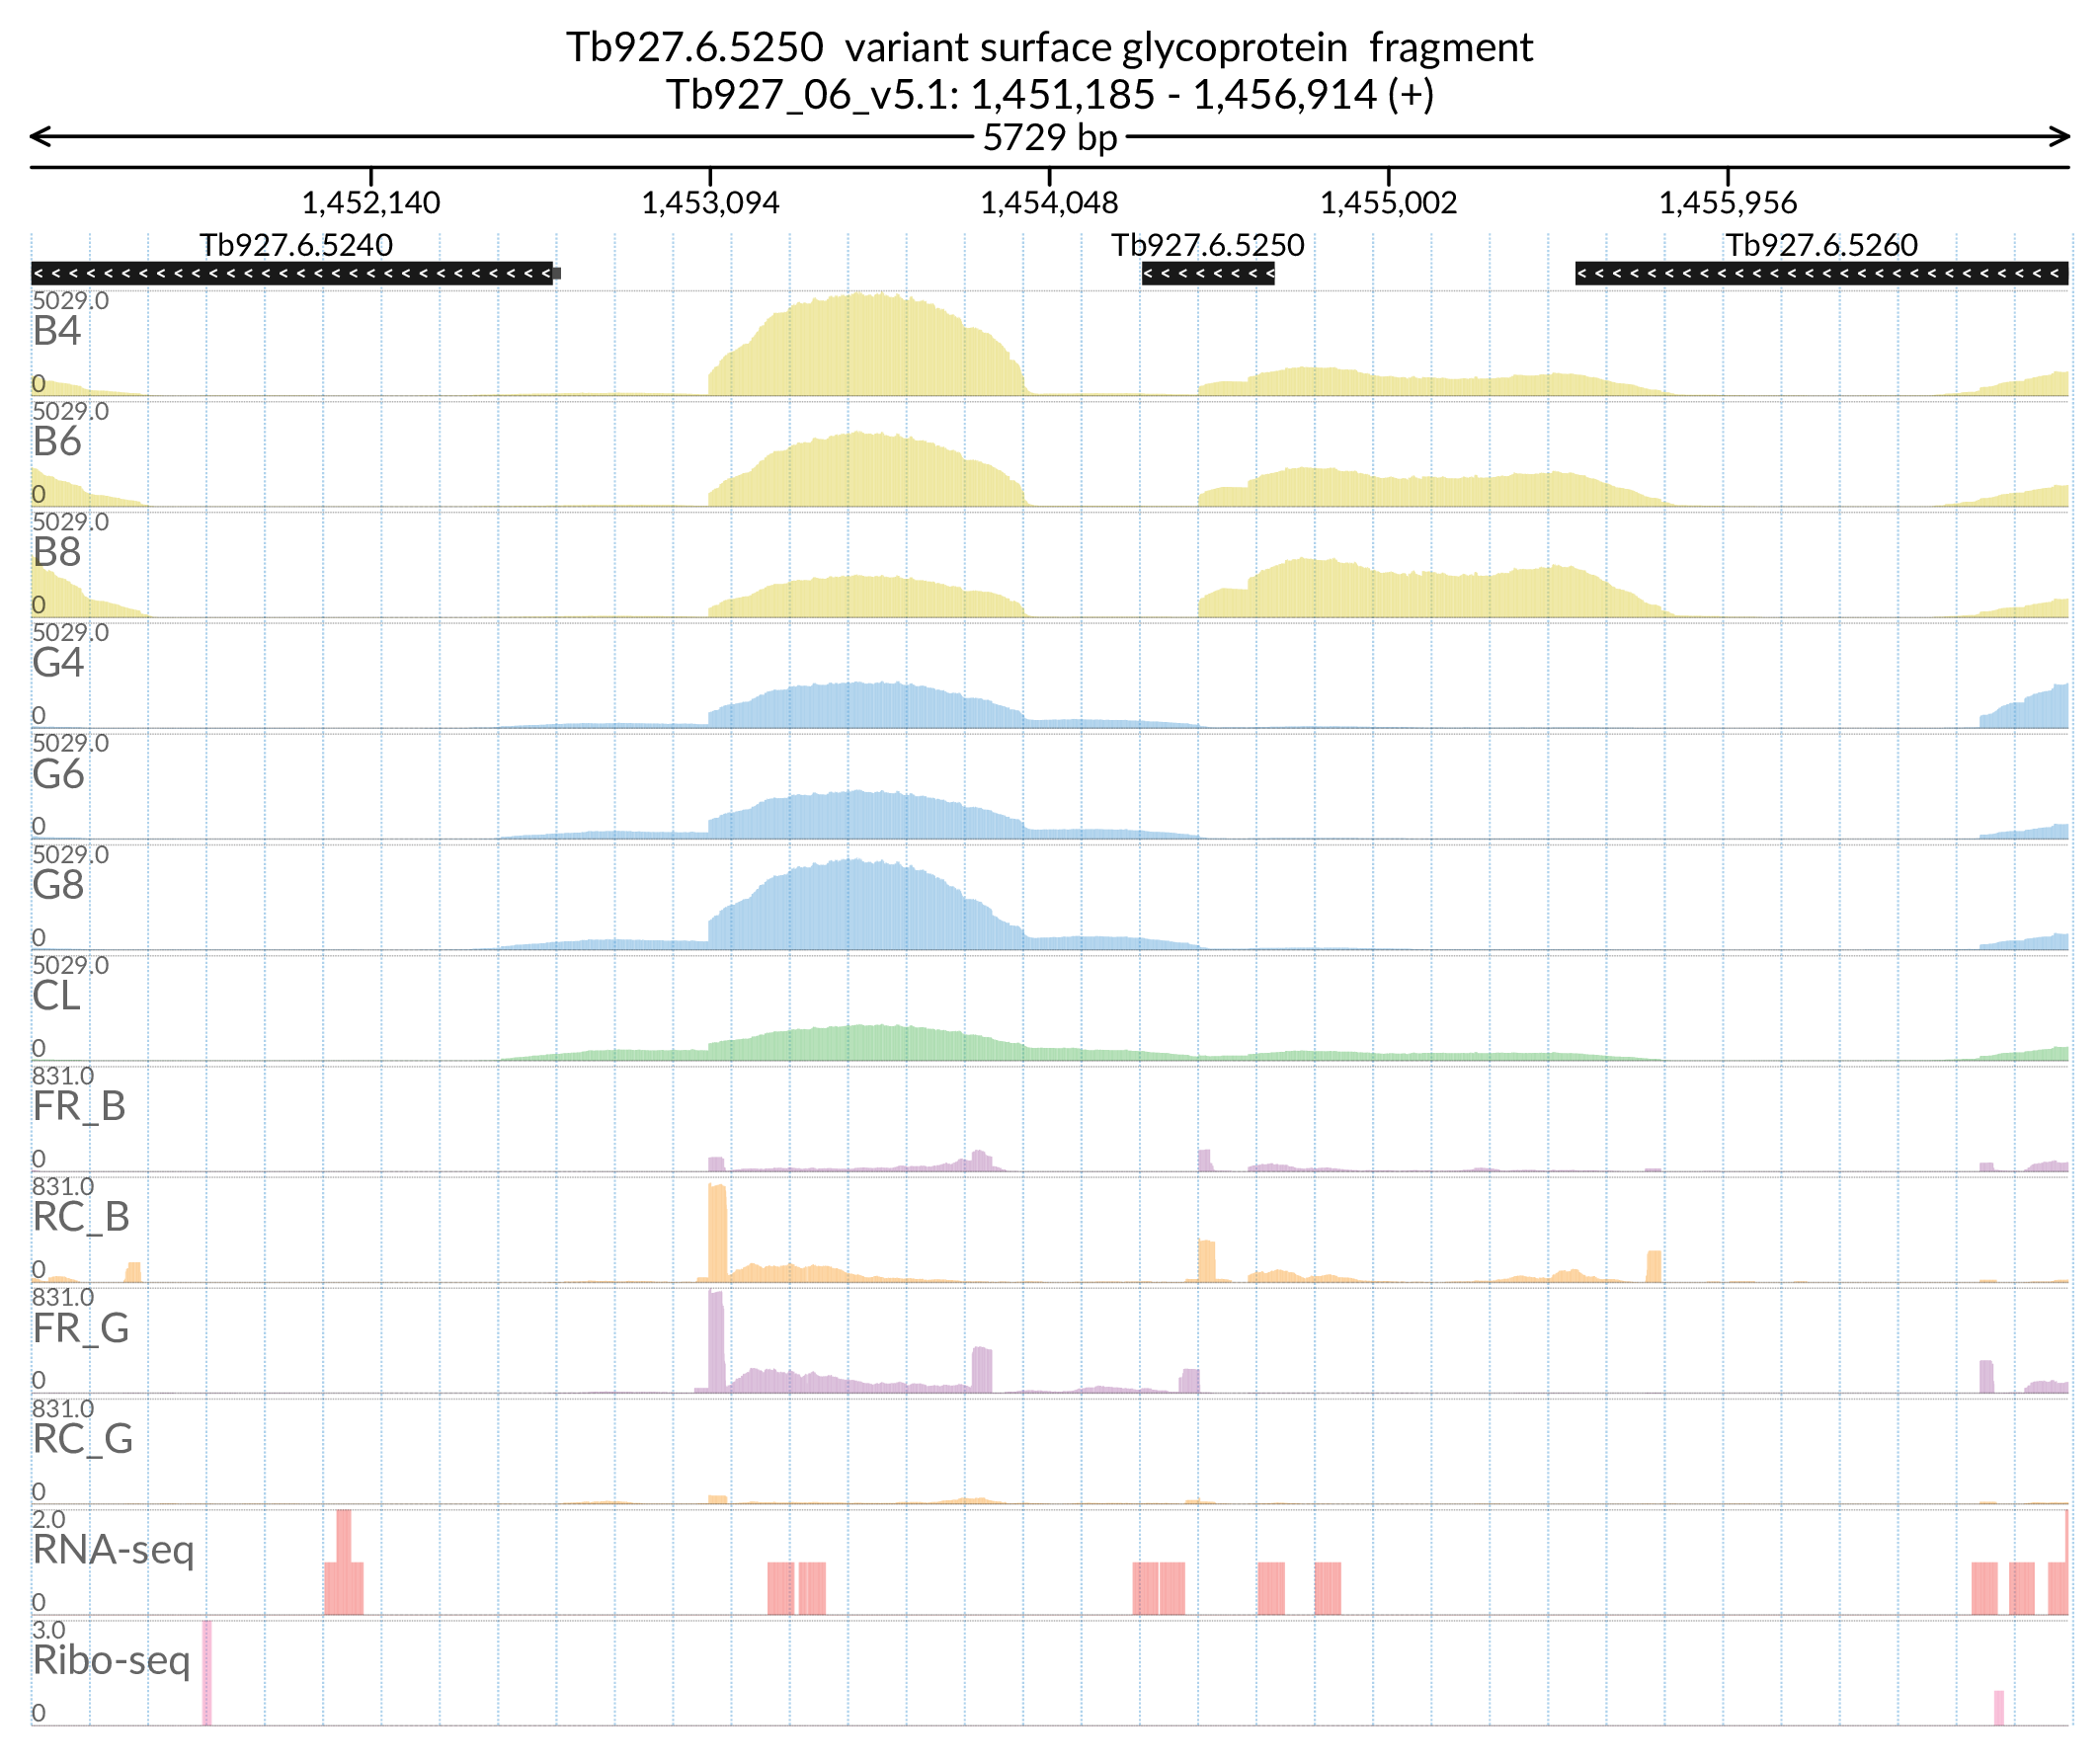 Tb927.6.5250  variant surface glycoprotein  fragment
Tb927_06_v5.1: 1,451,185 - 1,456,914 (+)
5729 bp
1,452,140 1,453,094 1,454,048 1,455,002 1,455,956
Tb927.6.5240 Tb927.6.5250 Tb927.6.5260
5029.0
B4
0
5029.0
B6
0
5029.0
B8
0
5029.0
G4
0
5029.0
G6
0
5029.0
G8
0
5029.0
CL
0
831.0
FR_B
0
831.0
RC_B
0
831.0
FR_G
0
831.0
RC_G
0
2.0
RNA-seq
0
3.0
Ribo-seq
0